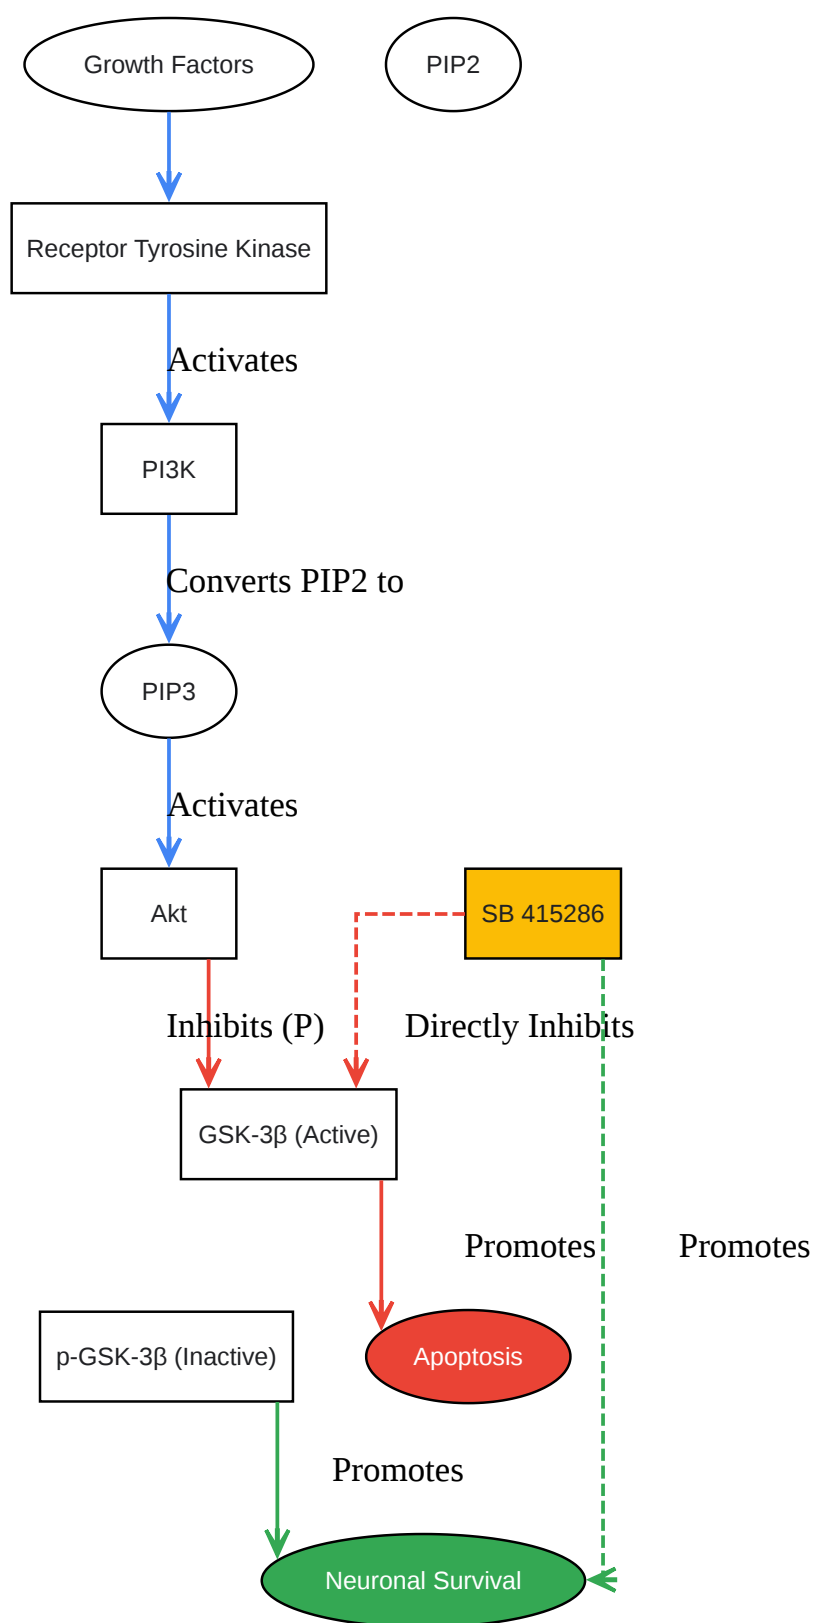 Growth Factors
PIP2
Receptor Tyrosine Kinase
Activates
PI3K
Converts PIP2 to
PIP3
Activates
Akt
SB 415286
Inhibits (P)
Directly Inhibits
GSK-3β (Active)
Promotes
Promotes
p-GSK-3β (Inactive)
Apoptosis
Promotes
Neuronal Survival